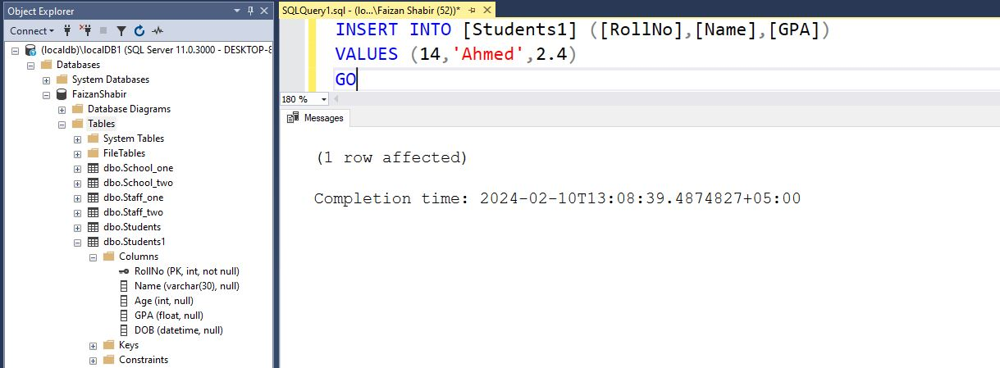 Object Explorer
Connect
(localdb)\localDB1 (SQL Server 11.0.3000 - DESKTOP-8
Databases
System Databases
FaizanShabir
Database Diagrams
Tables
System Tables
FileTables
dbo.School_one
dbo.School_two
dbo.Staff_one
dbo.Staff_two
dbo.Students
dbo.Students1
Columns
RollNo (PK, int, not null)
Name (varchar(30), null)
Age (int, null)
GPA (float, null)
DOB (datetime, null)
Keys
Constraints
SQLQuery1.sql - (lo...\Faizan Shabir (52))*
INSERT INTO [Students1] ([RollNo],[Name],[GPA])
VALUES (14,'Ahmed',2.4)
GO
180 %
Messages
(1 row affected)
Completion time: 2024-02-10T13:08:39.4874827+05:00